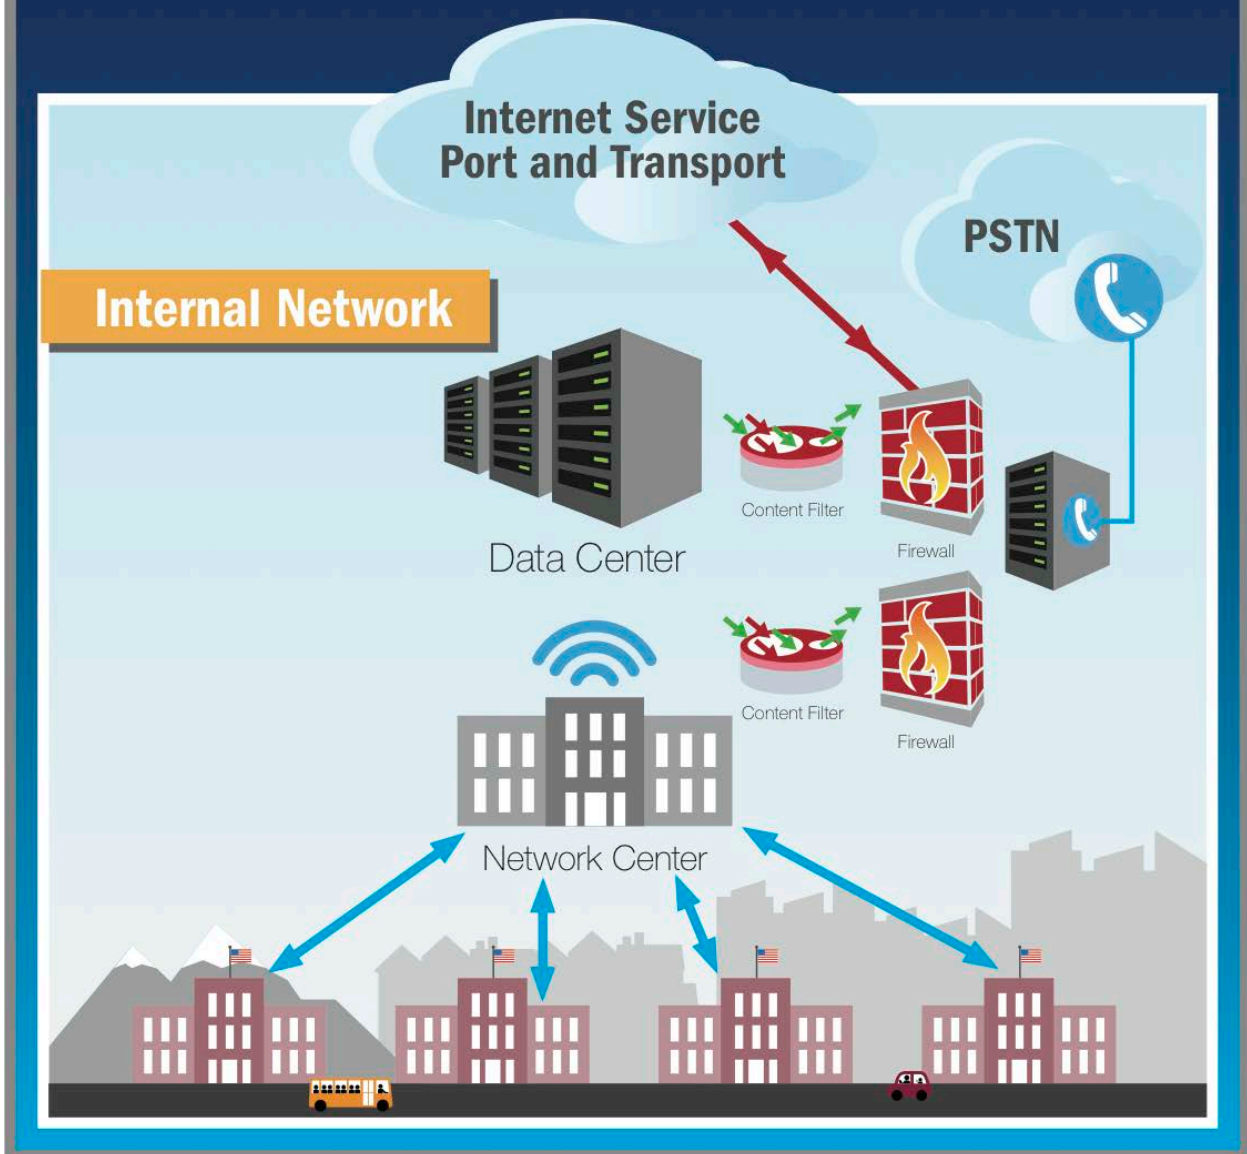 Internet Service
Port and Transport
PSTN
Internal Network
Content Filter
Firewall
Data Center
Content Filter
Firewall
Network Center